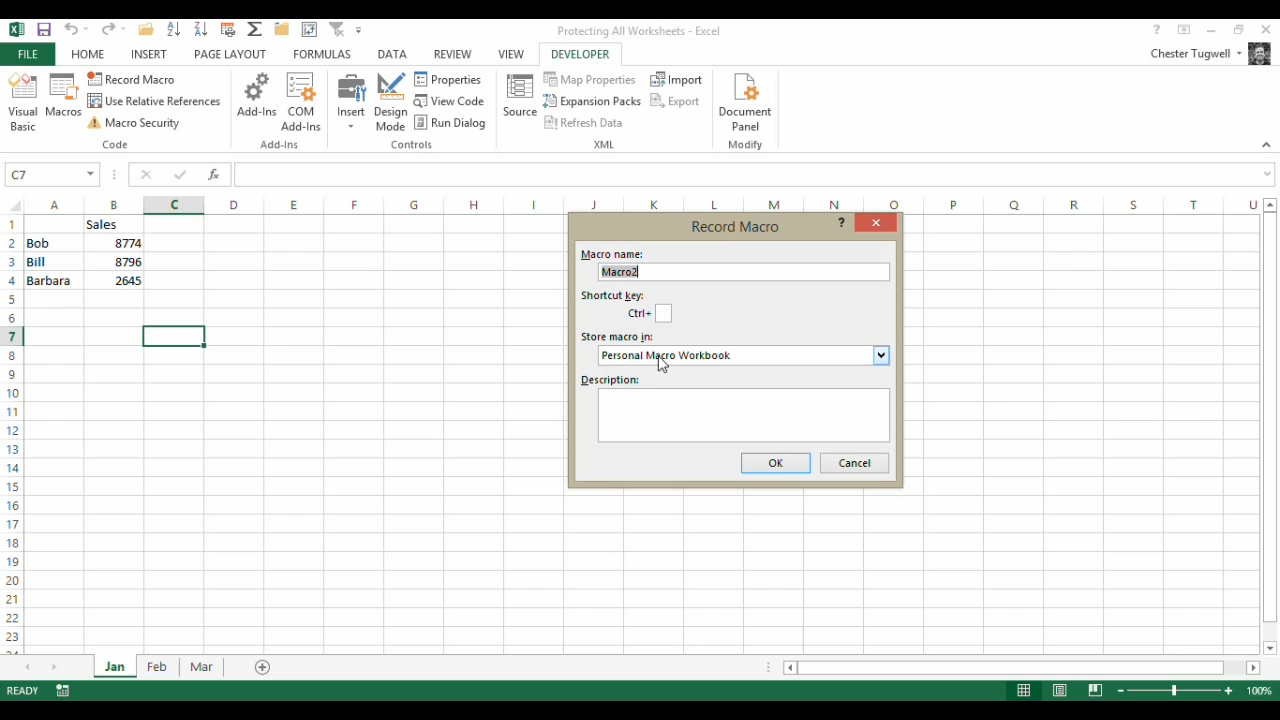 Protecting All Worksheets - Excel
FILE HOME INSERT PAGE LAYOUT FORMULAS DATA REVIEW VIEW DEVELOPER Chester Tugwell
Visual Basic
Macros
Record Macro
Use Relative References
Macro Security
Code
Add-Ins
COM Add-Ins
Add-Ins
Insert
Design Mode
Properties
View Code
Run Dialog
Controls
Source
Map Properties
Expansion Packs
Refresh Data
Import
Export
XML
Document Panel
Modify
C7 fx
A B C D E F G H I J K L M N O P Q R S T U
1 Sales
2 Bob 8774
3 Bill 8796
4 Barbara 2645
5
6
7
8
9
10
11
12
13
14
15
16
17
18
19
20
21
22
23
Record Macro ?
Macro name:
Macro2
Shortcut key:
Ctrl+
Store macro in:
Personal Macro Workbook
Description:
OK Cancel
Jan Feb Mar
READY 100%